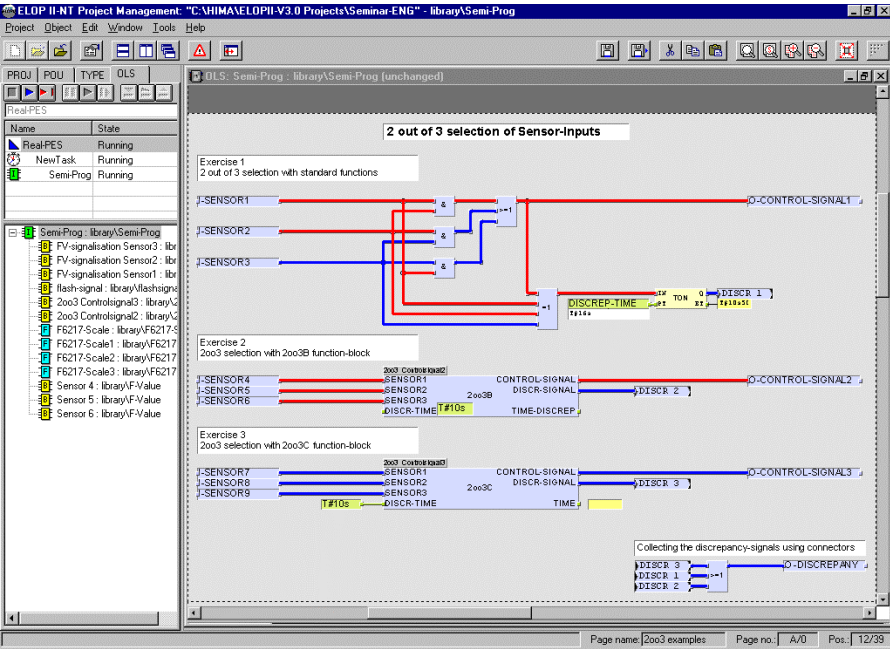 ELOP II-NT Project Management: "C:\HIMA\ELOPII-V3.0 Projects\Seminar-ENG" - library\Semi-Prog
Project Object Edit Window Tools Help
PROJ POU TYPE OLS
OLS: Semi-Prog : library\Semi-Prog (unchanged)
Real-PES
Name State
Real-PES Running
NewTask Running
Semi-Prog Running
Semi-Prog : library\Semi-Prog
FV-signalisation Sensor3 : libr
FV-signalisation Sensor2 : libr
FV-signalisation Sensor1 : libr
flash-signal : library\flashsigna
2oo3 Controlsignal3 : library\2
2oo3 Controlsignal2 : library\2
F6217-Scale : library\F6217-S
F6217-Scale1 : library\F6217
F6217-Scale2 : library\F6217
F6217-Scale3 : library\F6217
Sensor 4 : library\F-Value
Sensor 5 : library\F-Value
Sensor 6 : library\F-Value
2 out of 3 selection of Sensor-Inputs
Exercise 1
2 out of 3 selection with standard functions
I-SENSOR1 & >=1 O-CONTROL-SIGNAL1
I-SENSOR2 &
I-SENSOR3 &
=1 DISCREP-TIME IN TON Q DISCR 1
PT ET
Exercise 2
2oo3 selection with 2oo3B function-block
2oo3 Controlsignal2
I-SENSOR4 SENSOR1 CONTROL-SIGNAL O-CONTROL-SIGNAL2
I-SENSOR5 SENSOR2 2oo3B DISCR-SIGNAL DISCR 2
I-SENSOR6 SENSOR3
DISCR-TIME T#10s TIME-DISCREP
Exercise 3
2oo3 selection with 2oo3C function-block
2oo3 Controlsignal3
I-SENSOR7 SENSOR1 CONTROL-SIGNAL O-CONTROL-SIGNAL3
I-SENSOR8 SENSOR2 2oo3C DISCR-SIGNAL DISCR 3
I-SENSOR9 SENSOR3
T#10s DISCR-TIME TIME
Collecting the discrepancy-signals using connectors
DISCR 3 O-DISCREPANY
DISCR 1 >=1
DISCR 2
Page name: 2oo3 examples Page no.: A/0 Pos.: 12/39